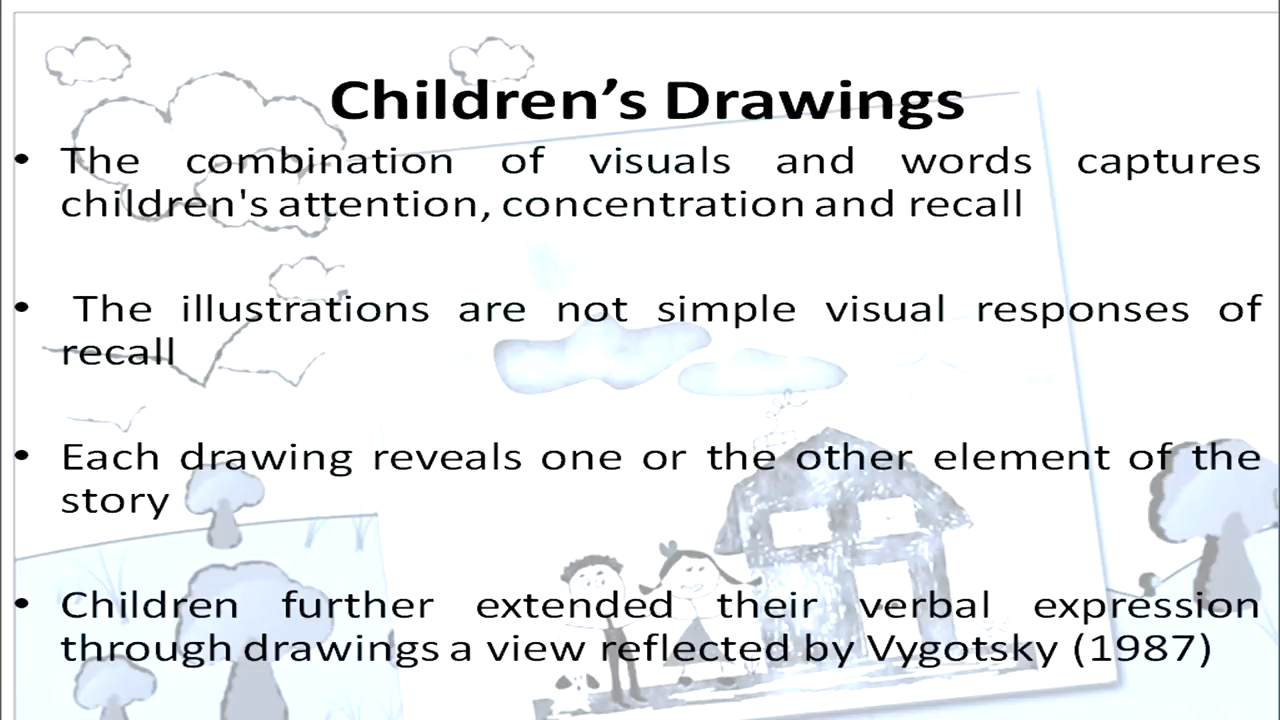 Children’s Drawings
• The combination of visuals and words captures
children's attention, concentration and recall
• The illustrations are not simple visual responses of
recall
• Each drawing reveals one or the other element of the
story
• Children further extended their verbal expression
through drawings a view reflected by Vygotsky (1987)